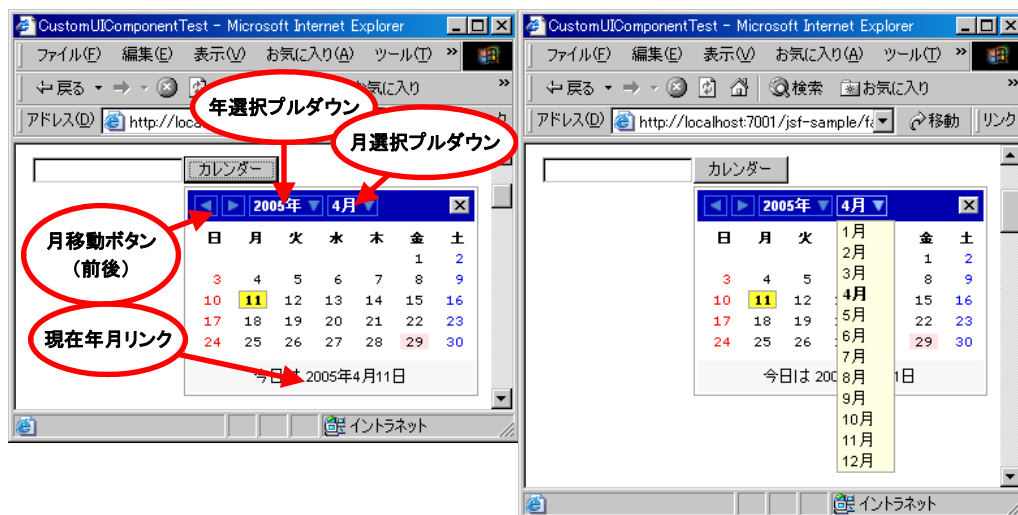 CustomUIComponentTest - Microsoft Internet Explorer
ファイル(F) 編集(E) 表示(V) お気に入り(A) ツール(T) »
戻る お気に入り »
アドレス(D) http://loca
年選択プルダウン
月選択プルダウン
カレンダー
2005年 4月
日 月 火 水 木 金 土
1 2
3 4 5 6 7 8 9
10 11 12 13 14 15 16
17 18 19 20 21 22 23
24 25 26 27 28 29 30
今日は 2005年4月11日
月移動ボタン
(前後)
現在年月リンク
イントラネット
CustomUIComponentTest - Microsoft Internet Explorer
ファイル(F) 編集(E) 表示(V) お気に入り(A) ツール(T) »
戻る 検索 お気に入り »
アドレス(D) http://localhost:7001/jsf-sample/fa 移動 リンク
カレンダー
2005年 4月
日 月 火 金 土
1 2
3 4 5 8 9
10 11 12 15 16
17 18 19 22 23
24 25 26 29 30
今日は 200 1日
1月
2月
3月
4月
5月
6月
7月
8月
9月
10月
11月
12月
イントラネット